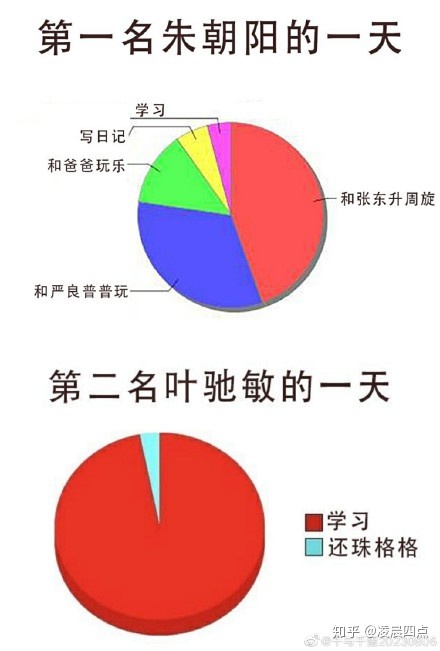 第一名朱朝阳的一天
学习
写日记
和爸爸玩乐
和张东升周旋
和严良普普玩
第二名叶驰敏的一天
学习
还珠格格
知乎 @凌晨四点